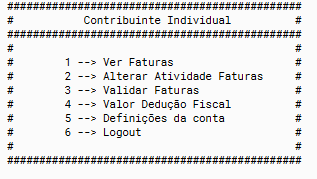 ##############################################
#           Contribuinte Individual          #
##############################################
#                                            #
#        1 --> Ver Faturas                   #
#        2 --> Alterar Atividade Faturas     #
#        3 --> Validar Faturas               #
#        4 --> Valor Dedução Fiscal          #
#        5 --> Definições da conta           #
#        6 --> Logout                        #
#                                            #
##############################################